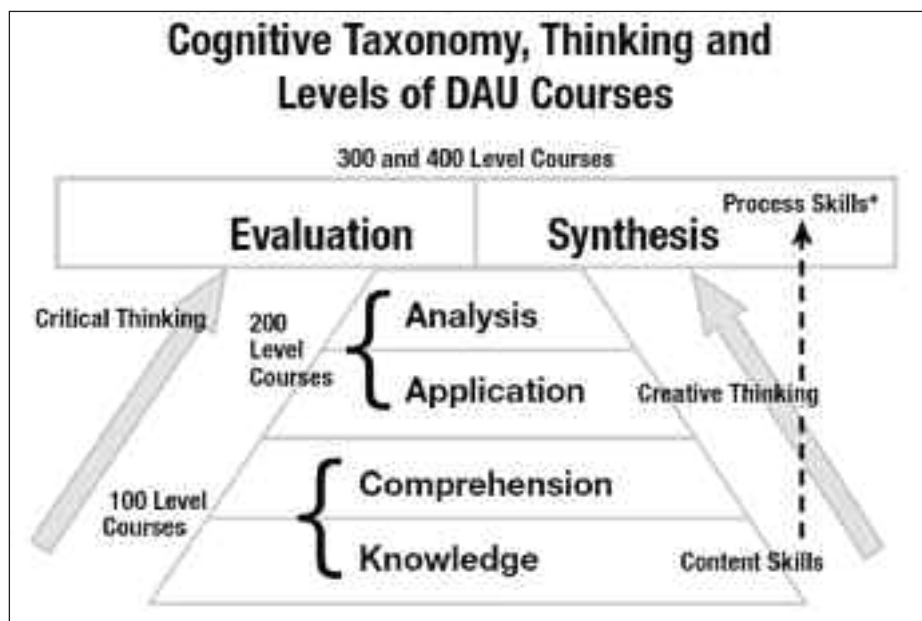 Cognitive Taxonomy, Thinking and
Levels of DAU Courses
300 and 400 Level Courses
Process Skills*
Evaluation
Synthesis
Critical Thinking
200
Level
Courses
Analysis
Application
Creative Thinking
100 Level
Courses
Comprehension
Knowledge
Content Skills